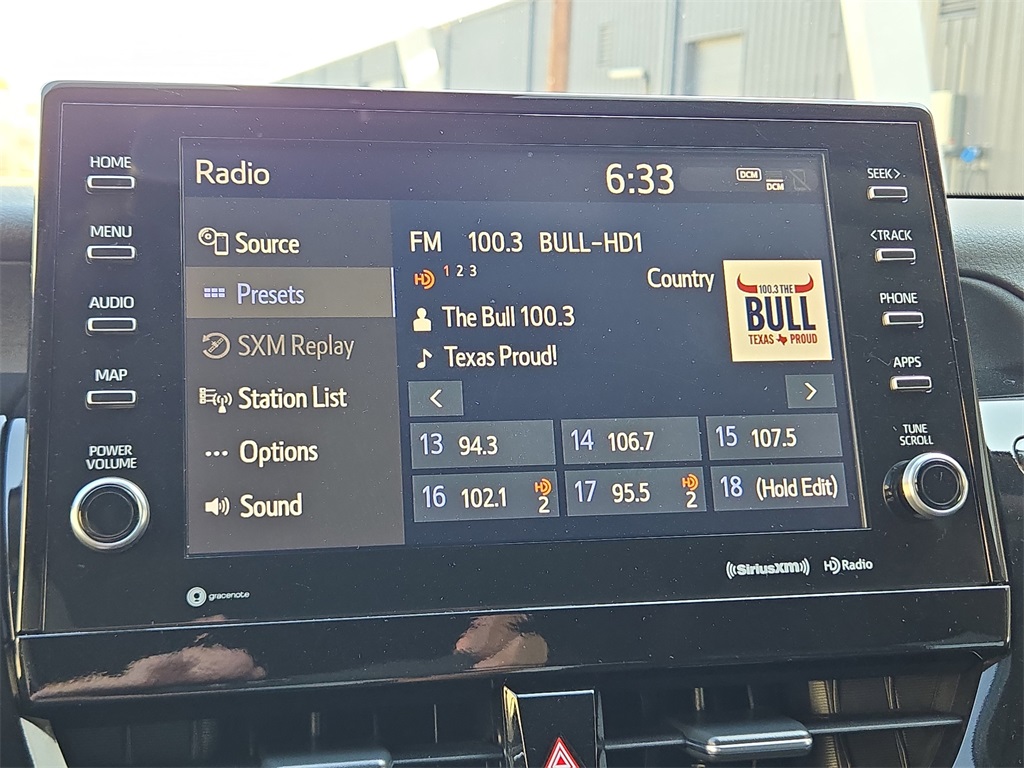 HOME
MENU
AUDIO
MAP
POWER
VOLUME
Radio
6:33
DCM
DCM
Source
Presets
SXM Replay
Station List
Options
Sound
FM 100.3 BULL-HD1
HD 1 2 3
Country
The Bull 100.3
Texas Proud!
100.3 THE
BULL
TEXAS PROUD
<
>
13 94.3
14 106.7
15 107.5
16 102.1 HD 2
17 95.5 HD 2
18 (Hold Edit)
SEEK>
<TRACK
PHONE
APPS
TUNE
SCROLL
gracenote
((SiriusXM))
HD Radio